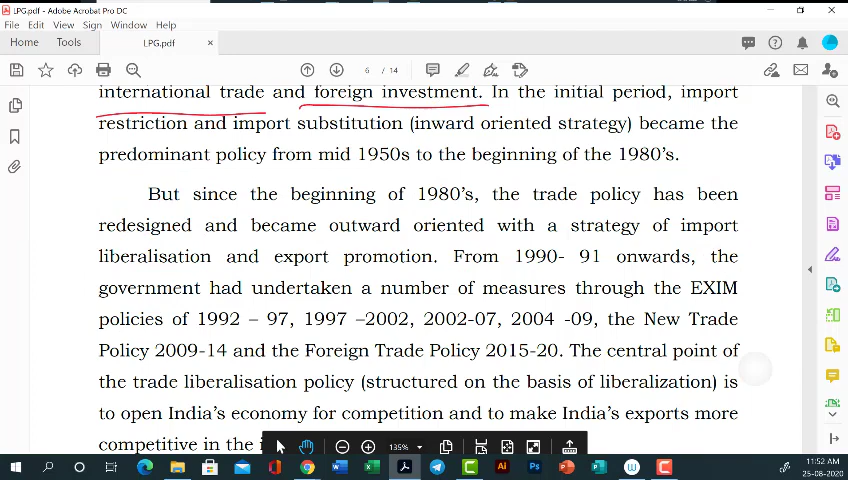 LPG.pdf - Adobe Acrobat Pro DC
File Edit View Sign Window Help
Home Tools LPG.pdf ×
6 / 14
international trade and foreign investment. In the initial period, import
restriction and import substitution (inward oriented strategy) became the
predominant policy from mid 1950s to the beginning of the 1980's.
But since the beginning of 1980's, the trade policy has been
redesigned and became outward oriented with a strategy of import
liberalisation and export promotion. From 1990- 91 onwards, the
government had undertaken a number of measures through the EXIM
policies of 1992 – 97, 1997 –2002, 2002-07, 2004 -09, the New Trade
Policy 2009-14 and the Foreign Trade Policy 2015-20. The central point of
the trade liberalisation policy (structured on the basis of liberalization) is
to open India's economy for competition and to make India's exports more
competitive in the i
135%
11:52 AM
25-08-2020